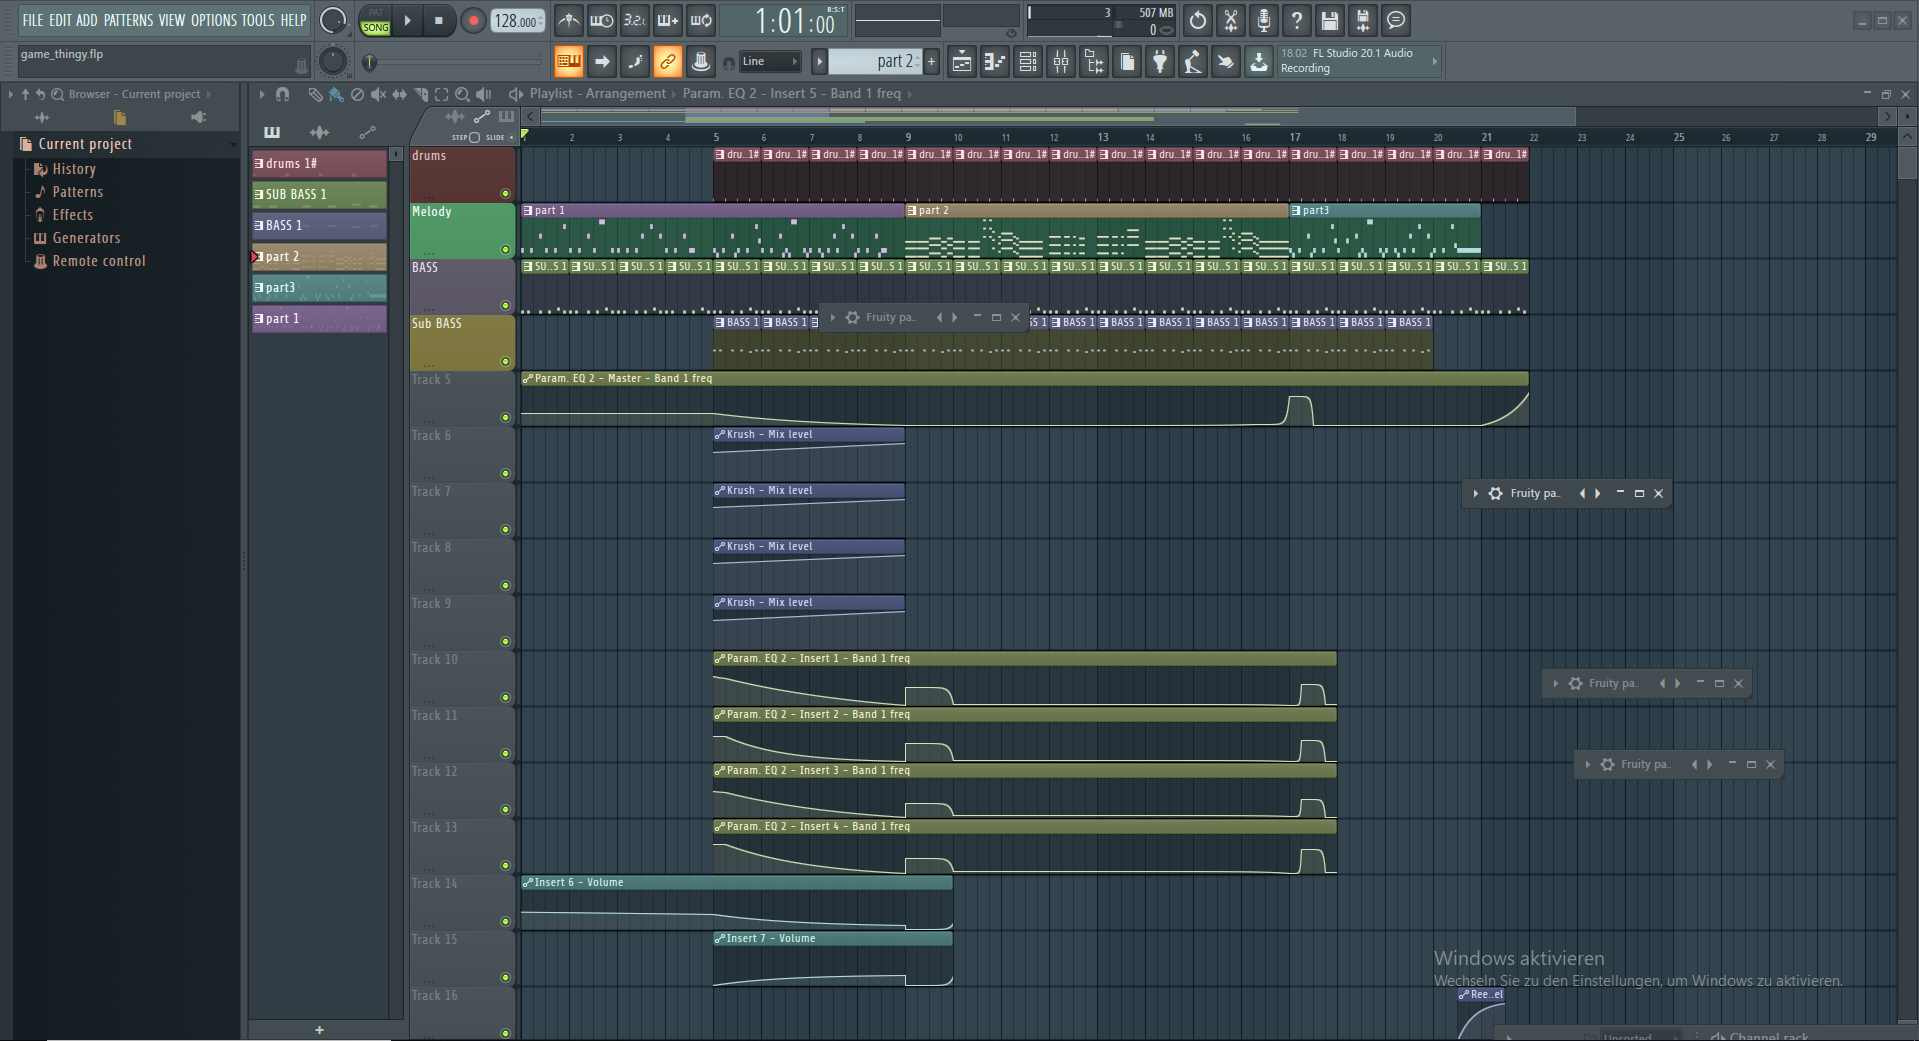 FILE EDIT ADD PATTERNS VIEW OPTIONS TOOLS HELP
PAT
SONG
128.000
3.2.
1:01:00
B:S:T
3
507 MB
0
game_thingy.flp
Line
part 2
18.02 FL Studio 20.1 Audio
Recording
Browser - Current project
Playlist - Arrangement
Param. EQ 2 - Insert 5 - Band 1 freq
STEP SLIDE
1 2 3 4 5 6 7 8 9 10 11 12 13 14 15 16 17 18 19 20 21 22 23 24 25 26 27 28 29
Current project
History
Patterns
Effects
Generators
Remote control
drums 1#
SUB BASS 1
BASS 1
part 2
part3
part 1
+
drums
dru..1# dru..1# dru..1# dru..1# dru..1# dru..1# dru..1# dru..1# dru..1# dru..1# dru..1# dru..1# dru..1# dru..1# dru..1# dru..1# dru..1#
Melody
part 1
part 2
part3
BASS
SU..S 1 SU..S 1 SU..S 1 SU..S 1 SU..S 1 SU..S 1 SU..S 1 SU..S 1 SU..S 1 SU..S 1 SU..S 1 SU..S 1 SU..S 1 SU..S 1 SU..S 1 SU..S 1 SU..S 1 SU..S 1 SU..S 1 SU..S 1 SU..S 1
Fruity pa..
Sub BASS
BASS 1 BASS 1 SS 1 BASS 1 BASS 1 BASS 1 BASS 1 BASS 1 BASS 1 BASS 1 BASS 1
Track 5
Param. EQ 2 - Master - Band 1 freq
Track 6
Krush - Mix level
Track 7
Krush - Mix level
Fruity pa..
Track 8
Krush - Mix level
Track 9
Krush - Mix level
Track 10
Param. EQ 2 - Insert 1 - Band 1 freq
Fruity pa..
Track 11
Param. EQ 2 - Insert 2 - Band 1 freq
Track 12
Param. EQ 2 - Insert 3 - Band 1 freq
Fruity pa..
Track 13
Param. EQ 2 - Insert 4 - Band 1 freq
Track 14
Insert 6 - Volume
Track 15
Insert 7 - Volume
Windows aktivieren
Wechseln Sie zu den Einstellungen, um Windows zu aktivieren.
Track 16
Ree..el
Unsorted
Channel rack